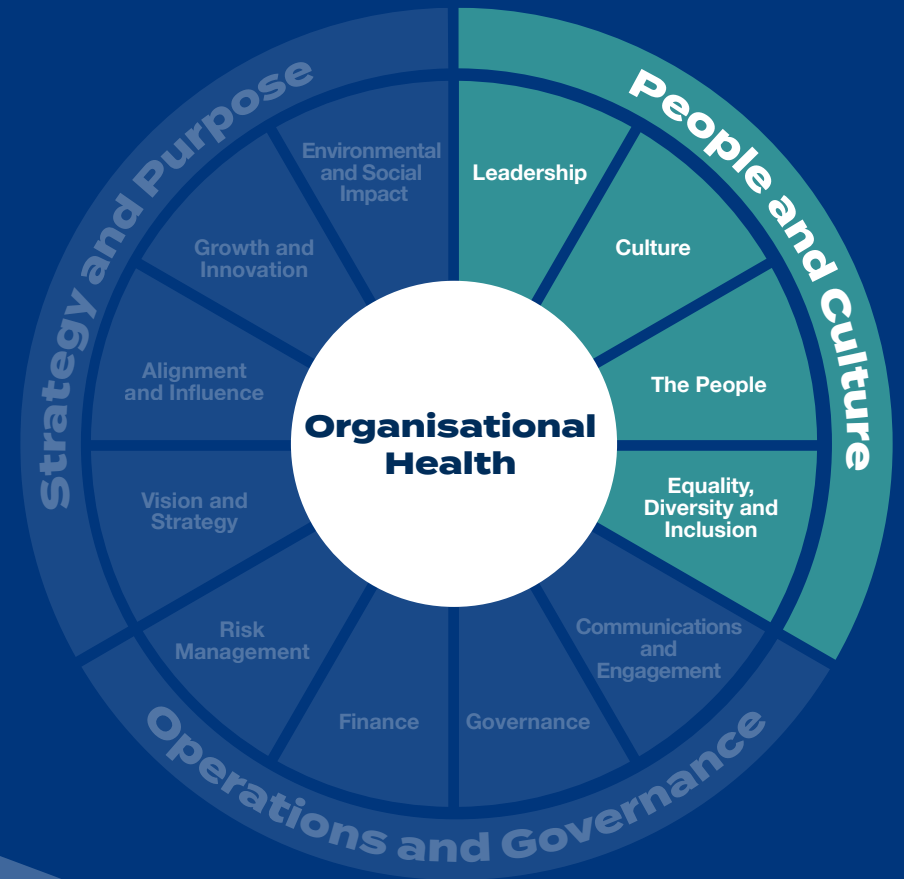 Organisational
Health
People and Culture
Leadership
Culture
The People
Equality,
Diversity and
Inclusion
Operations and Governance
Communications
and
Engagement
Governance
Finance
Risk
Management
Strategy and Purpose
Vision and
Strategy
Alignment
and Influence
Growth and
Innovation
Environmental
and Social
Impact